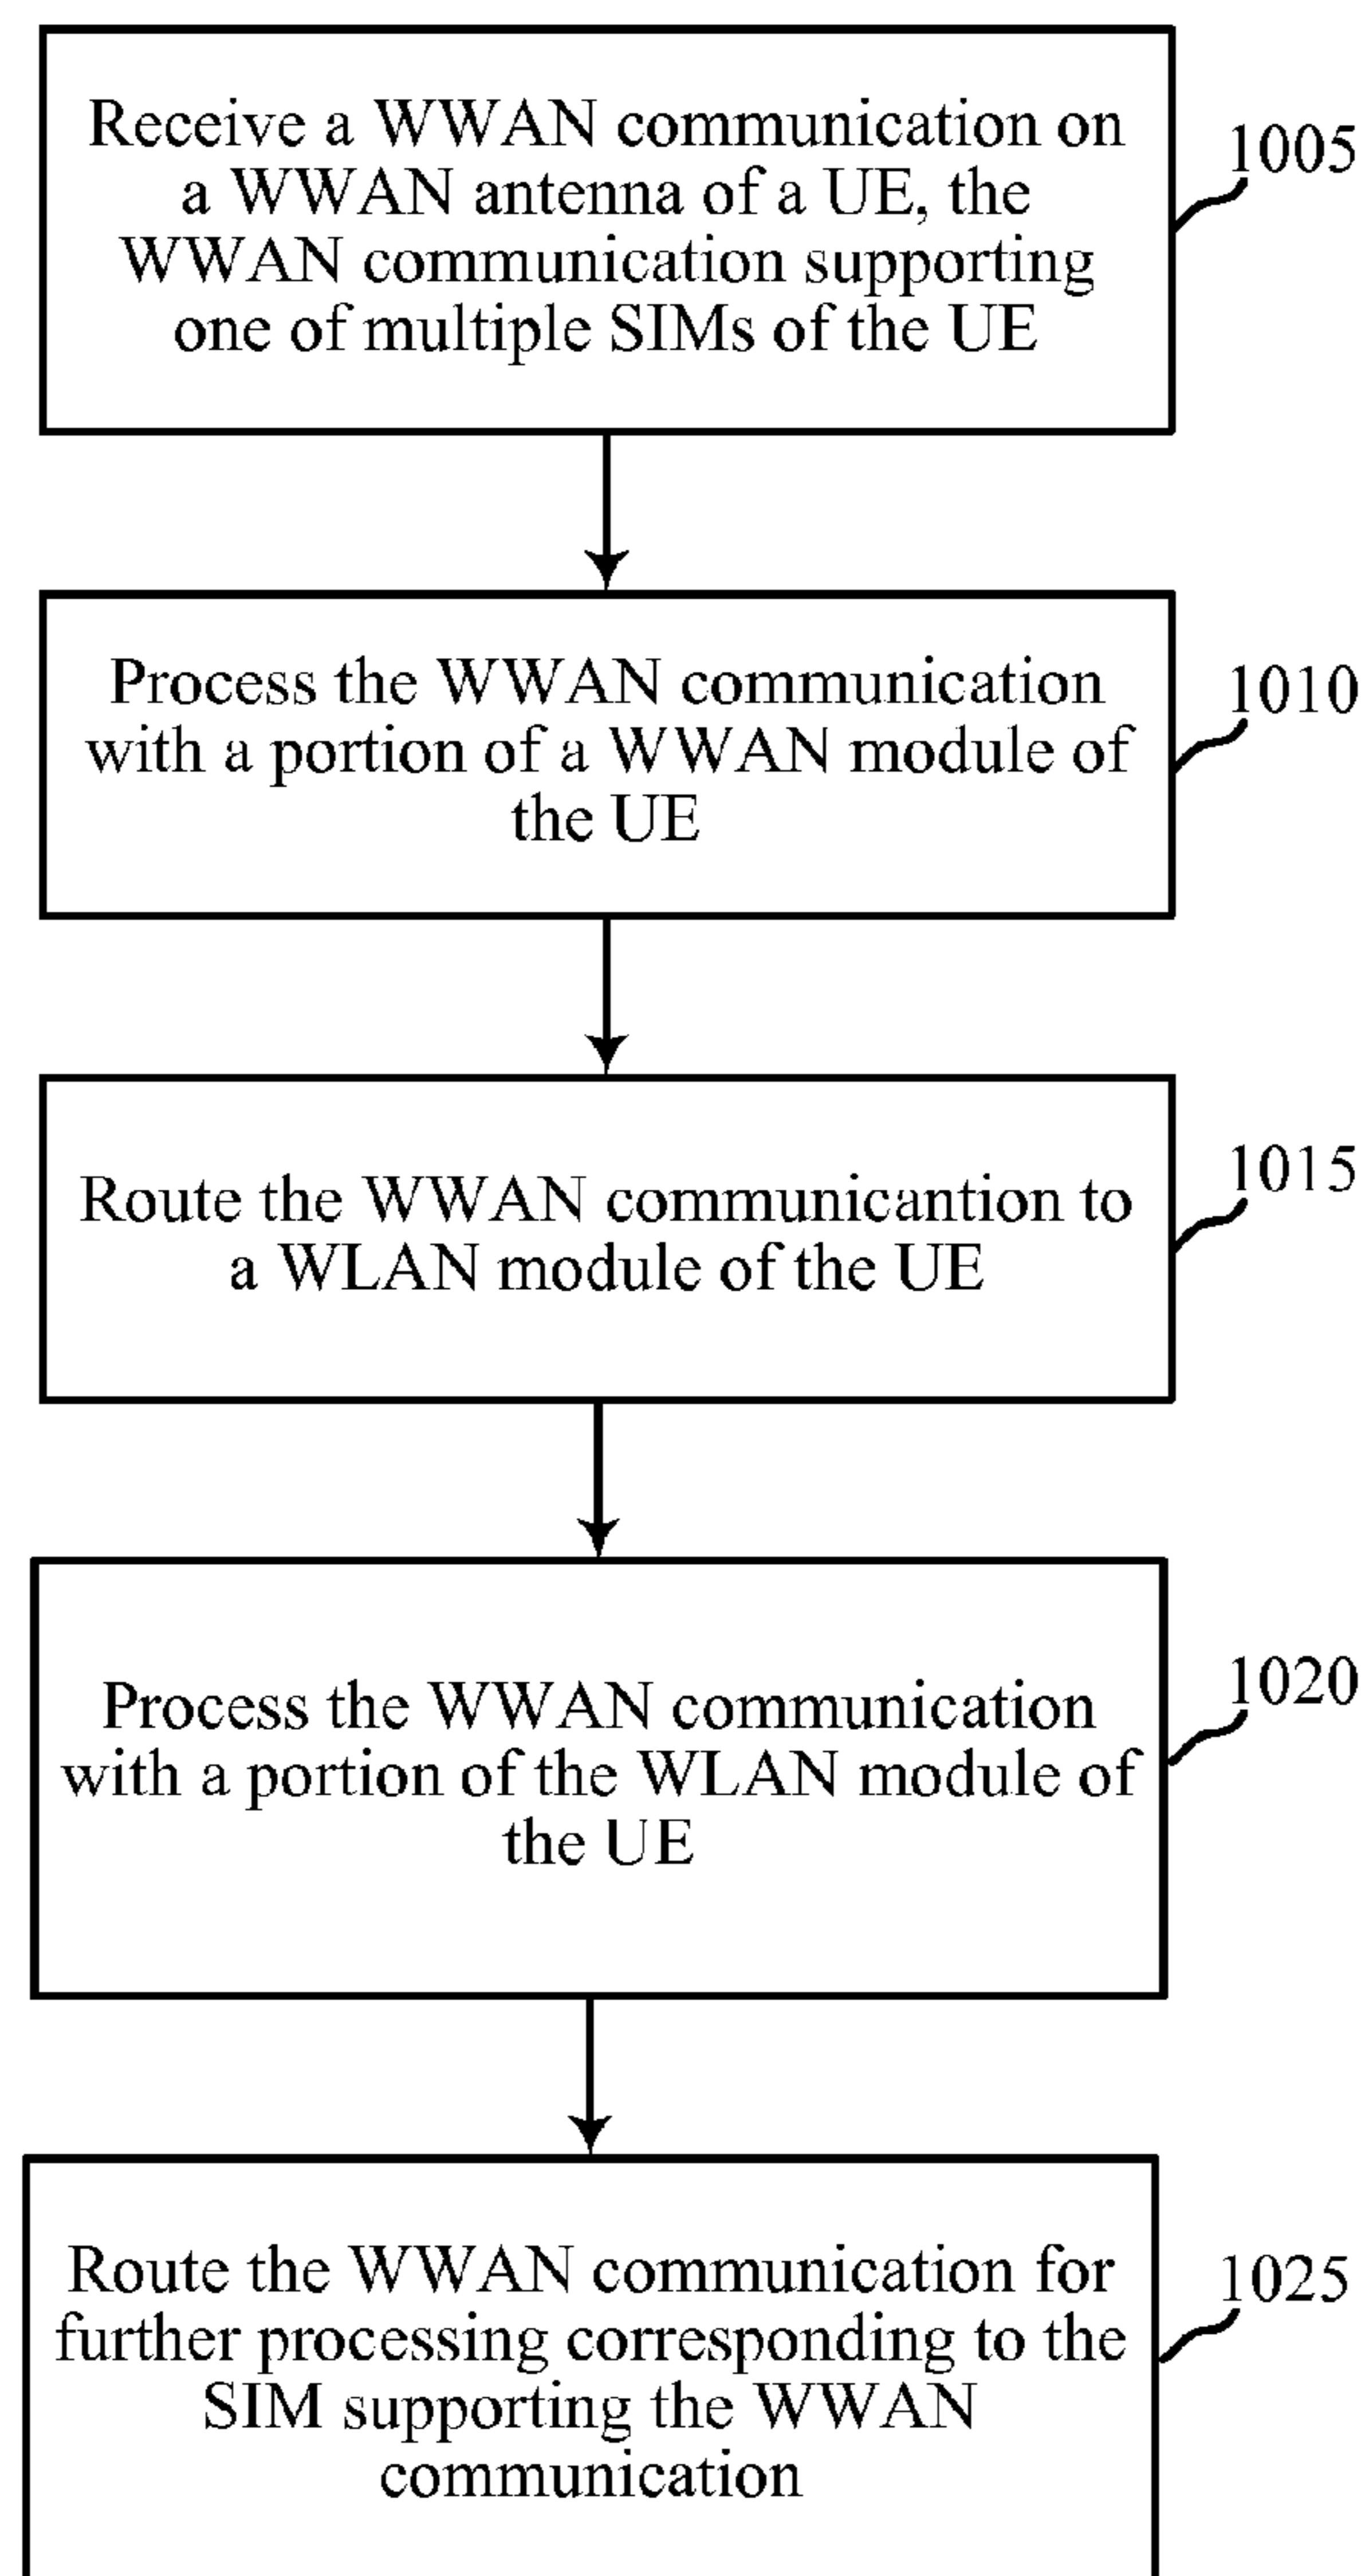 Receive a WWAN communication on
a WWAN antenna of a UE, the
WWAN communication supporting
one of multiple SIMs of the UE
1005
Process the WWAN communication
with a portion of a WWAN module of
the UE
1010
Route the WWAN communicantion to
a WLAN module of the UE
1015
Process the WWAN communication
with a portion of the WLAN module of
the UE
1020
Route the WWAN communication for
further processing corresponding to the
SIM supporting the WWAN
communication
1025